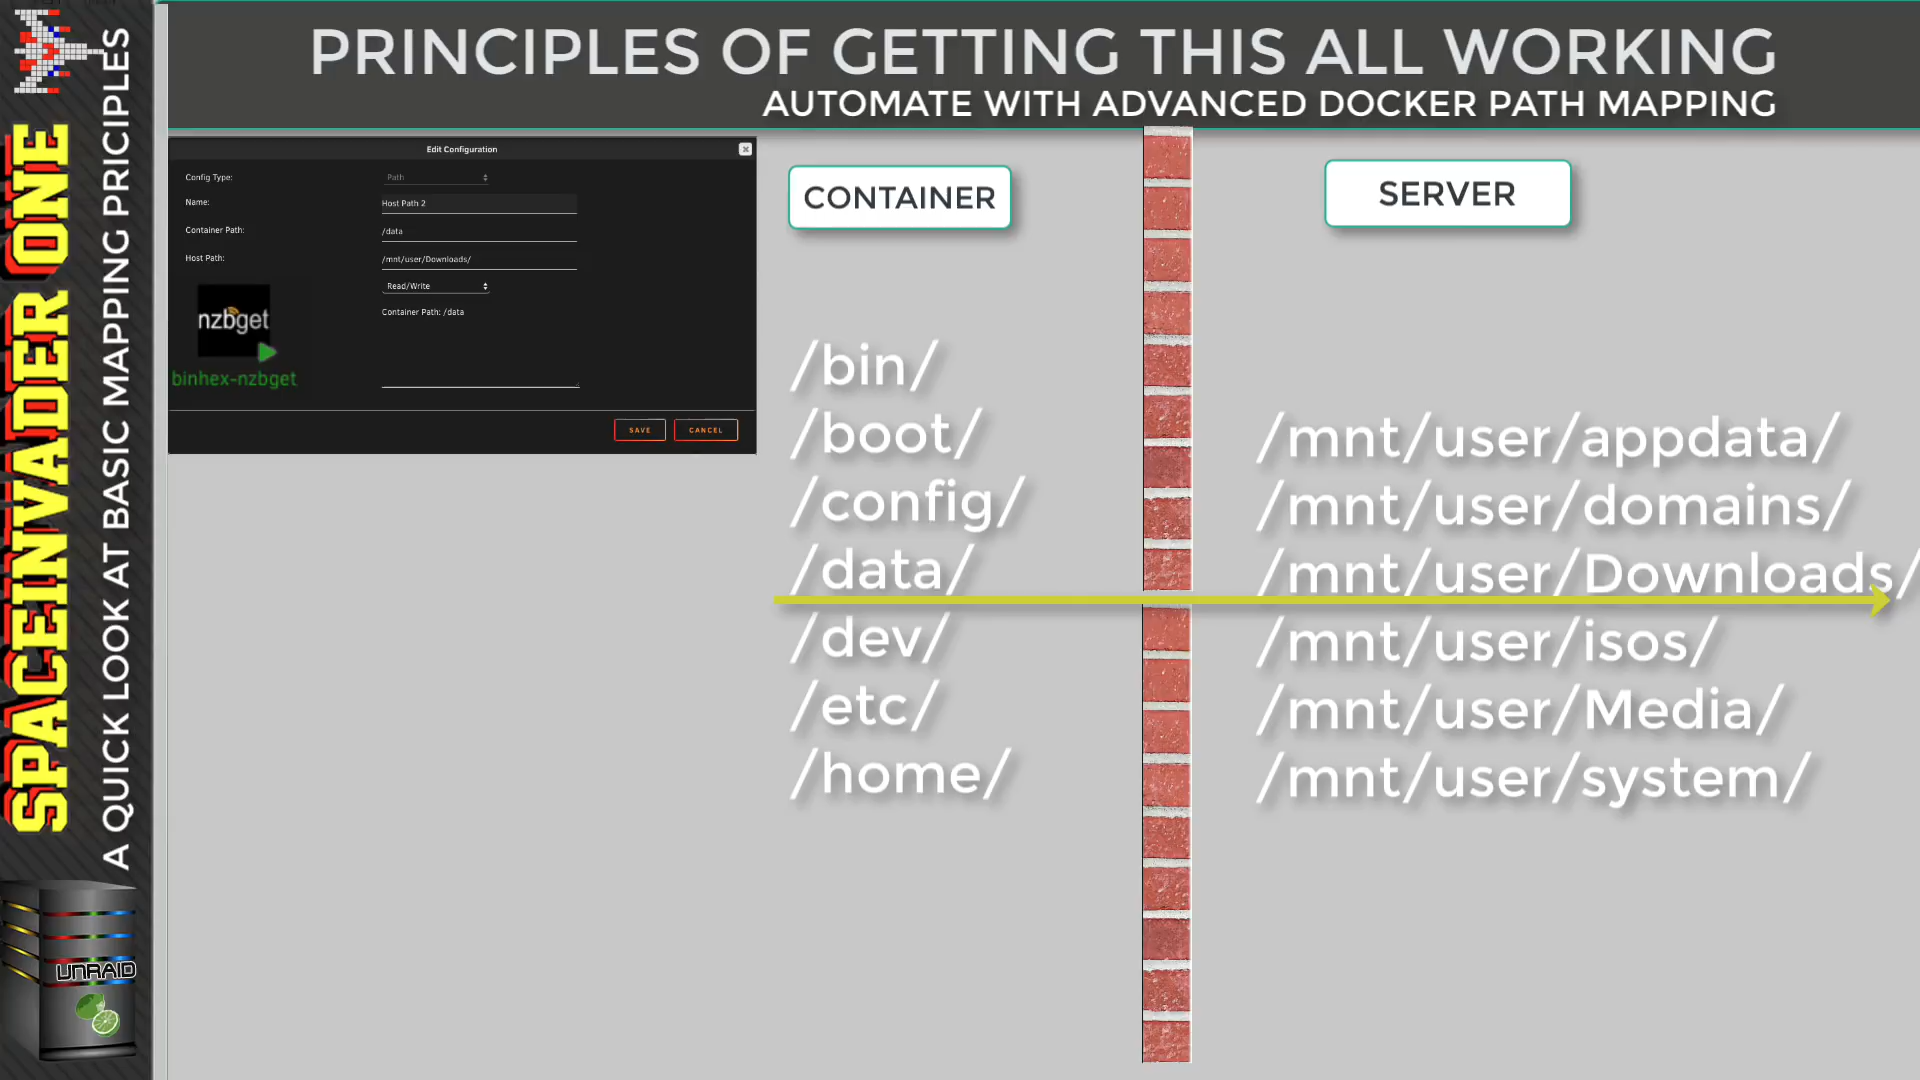 PRINCIPLES OF GETTING THIS ALL WORKING
AUTOMATE WITH ADVANCED DOCKER PATH MAPPING
SPACEINVADER ONE
A QUICK LOOK AT BASIC MAPPING PRICIPLES
UNRAID
Edit Configuration
Config Type:
Path
Name:
Host Path 2
Container Path:
/data
Host Path:
/mnt/user/Downloads/
Read/Write
Container Path: /data
nzbget
binhex-nzbget
SAVE
CANCEL
CONTAINER
/bin/
/boot/
/config/
/data/
/dev/
/etc/
/home/
SERVER
/mnt/user/appdata/
/mnt/user/domains/
/mnt/user/Downloads/
/mnt/user/isos/
/mnt/user/Media/
/mnt/user/system/